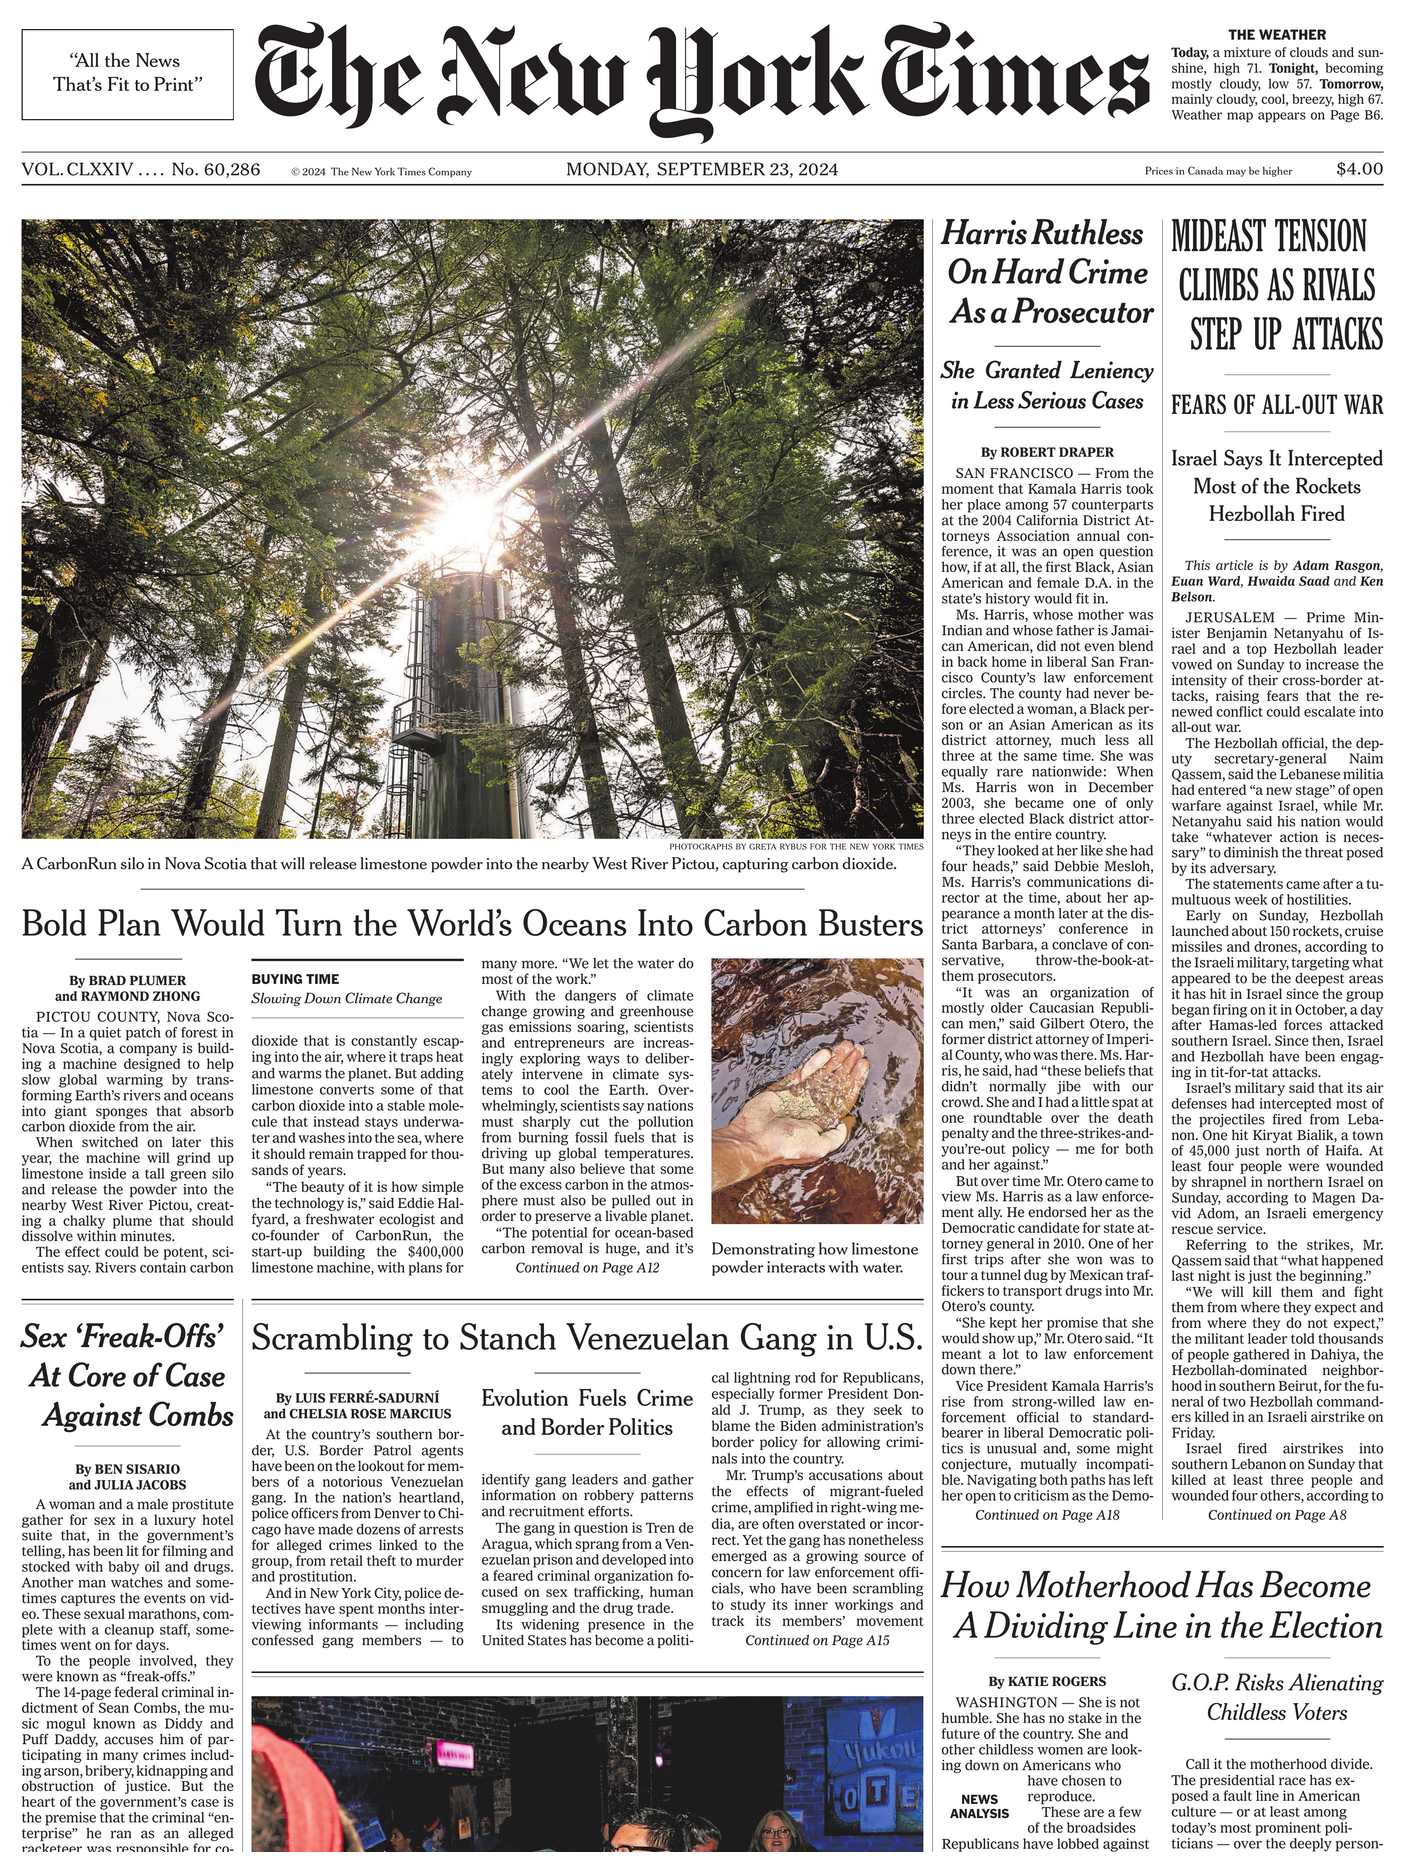 “All the News
That’s Fit to Print”
The New York Times
THE WEATHER
Today, a mixture of clouds and sun-
shine, high 71. Tonight, becoming
mostly cloudy, low 57. Tomorrow,
mainly cloudy, cool, breezy, high 67.
Weather map appears on Page B6.
VOL. CLXXIV .... No. 60,286
© 2024 The New York Times Company
MONDAY, SEPTEMBER 23, 2024
Prices in Canada may be higher
$4.00
PHOTOGRAPHS BY GRETA RYBUS FOR THE NEW YORK TIMES
A CarbonRun silo in Nova Scotia that will release limestone powder into the nearby West River Pictou, capturing carbon dioxide.
Bold Plan Would Turn the World’s Oceans Into Carbon Busters
By BRAD PLUMER
and RAYMOND ZHONG
PICTOU COUNTY, Nova Sco-
tia — In a quiet patch of forest in
Nova Scotia, a company is build-
ing a machine designed to help
slow global warming by trans-
forming Earth’s rivers and oceans
into giant sponges that absorb
carbon dioxide from the air.
When switched on later this
year, the machine will grind up
limestone inside a tall green silo
and release the powder into the
nearby West River Pictou, creat-
ing a chalky plume that should
dissolve within minutes.
The effect could be potent, sci-
entists say. Rivers contain carbon
BUYING TIME
Slowing Down Climate Change
dioxide that is constantly escap-
ing into the air, where it traps heat
and warms the planet. But adding
limestone converts some of that
carbon dioxide into a stable mole-
cule that instead stays underwa-
ter and washes into the sea, where
it should remain trapped for thou-
sands of years.
“The beauty of it is how simple
the technology is,” said Eddie Hal-
fyard, a freshwater ecologist and
co-founder of CarbonRun, the
start-up building the $400,000
limestone machine, with plans for
many more. “We let the water do
most of the work.”
With the dangers of climate
change growing and greenhouse
gas emissions soaring, scientists
and entrepreneurs are increas-
ingly exploring ways to deliber-
ately intervene in climate sys-
tems to cool the Earth. Over-
whelmingly, scientists say nations
must sharply cut the pollution
from burning fossil fuels that is
driving up global temperatures.
But many also believe that some
of the excess carbon in the atmos-
phere must also be pulled out in
order to preserve a livable planet.
“The potential for ocean-based
carbon removal is huge, and it’s
Continued on Page A12
Demonstrating how limestone
powder interacts with water.
Harris Ruthless
On Hard Crime
As a Prosecutor
She Granted Leniency
in Less Serious Cases
By ROBERT DRAPER
SAN FRANCISCO — From the
moment that Kamala Harris took
her place among 57 counterparts
at the 2004 California District At-
torneys Association annual con-
ference, it was an open question
how, if at all, the first Black, Asian
American and female D.A. in the
state’s history would fit in.
Ms. Harris, whose mother was
Indian and whose father is Jamai-
can American, did not even blend
in back home in liberal San Fran-
cisco County’s law enforcement
circles. The county had never be-
fore elected a woman, a Black per-
son or an Asian American as its
district attorney, much less all
three at the same time. She was
equally rare nationwide: When
Ms. Harris won in December
2003, she became one of only
three elected Black district attor-
neys in the entire country.
“They looked at her like she had
four heads,” said Debbie Mesloh,
Ms. Harris’s communications di-
rector at the time, about her ap-
pearance a month later at the dis-
trict attorneys’ conference in
Santa Barbara, a conclave of con-
servative, throw-the-book-at-
them prosecutors.
“It was an organization of
mostly older Caucasian Republi-
can men,” said Gilbert Otero, the
former district attorney of Imperi-
al County, who was there. Ms. Har-
ris, he said, had “these beliefs that
didn’t normally jibe with our
crowd. She and I had a little spat at
one roundtable over the death
penalty and the three-strikes-and-
you’re-out policy — me for both
and her against.”
But over time Mr. Otero came to
view Ms. Harris as a law enforce-
ment ally. He endorsed her as the
Democratic candidate for state at-
torney general in 2010. One of her
first trips after she won was to
tour a tunnel dug by Mexican traf-
fickers to transport drugs into Mr.
Otero’s county.
“She kept her promise that she
would show up,” Mr. Otero said. “It
meant a lot to law enforcement
down there.”
Vice President Kamala Harris’s
rise from strong-willed law en-
forcement official to standard-
bearer in liberal Democratic poli-
tics is unusual and, some might
conjecture, mutually incompati-
ble. Navigating both paths has left
her open to criticism as the Demo-
Continued on Page A18
MIDEAST TENSION
CLIMBS AS RIVALS
STEP UP ATTACKS
FEARS OF ALL-OUT WAR
Israel Says It Intercepted
Most of the Rockets
Hezbollah Fired
This article is by Adam Rasgon,
Euan Ward, Hwaida Saad and Ken
Belson.
JERUSALEM — Prime Min-
ister Benjamin Netanyahu of Is-
rael and a top Hezbollah leader
vowed on Sunday to increase the
intensity of their cross-border at-
tacks, raising fears that the re-
newed conflict could escalate into
all-out war.
The Hezbollah official, the dep-
uty secretary-general Naim
Qassem, said the Lebanese militia
had entered “a new stage” of open
warfare against Israel, while Mr.
Netanyahu said his nation would
take “whatever action is neces-
sary” to diminish the threat posed
by its adversary.
The statements came after a tu-
multuous week of hostilities.
Early on Sunday, Hezbollah
launched about 150 rockets, cruise
missiles and drones, according to
the Israeli military, targeting what
appeared to be the deepest areas
it has hit in Israel since the group
began firing on it in October, a day
after Hamas-led forces attacked
southern Israel. Since then, Israel
and Hezbollah have been engag-
ing in tit-for-tat attacks.
Israel’s military said that its air
defenses had intercepted most of
the projectiles fired from Leba-
non. One hit Kiryat Bialik, a town
of 45,000 just north of Haifa. At
least four people were wounded
by shrapnel in northern Israel on
Sunday, according to Magen Da-
vid Adom, an Israeli emergency
rescue service.
Referring to the strikes, Mr.
Qassem said that “what happened
last night is just the beginning.”
“We will kill them and fight
them from where they expect and
from where they do not expect,”
the militant leader told thousands
of people gathered in Dahiya, the
Hezbollah-dominated neighbor-
hood in southern Beirut, for the fu-
neral of two Hezbollah command-
ers killed in an Israeli airstrike on
Friday.
Israel fired airstrikes into
southern Lebanon on Sunday that
killed at least three people and
wounded four others, according to
Continued on Page A8
Sex ‘Freak-Offs’
At Core of Case
Against Combs
By BEN SISARIO
and JULIA JACOBS
A woman and a male prostitute
gather for sex in a luxury hotel
suite that, in the government’s
telling, has been lit for filming and
stocked with baby oil and drugs.
Another man watches and some-
times captures the events on vid-
eo. These sexual marathons, com-
plete with a cleanup staff, some-
times went on for days.
To the people involved, they
were known as “freak-offs.”
The 14-page federal criminal in-
dictment of Sean Combs, the mu-
sic mogul known as Diddy and
Puff Daddy, accuses him of par-
ticipating in many crimes includ-
ing arson, bribery, kidnapping and
obstruction of justice. But the
heart of the government’s case is
the premise that the criminal “en-
terprise” he ran as an alleged
racketeer was responsible for co-
Scrambling to Stanch Venezuelan Gang in U.S.
By LUIS FERRÉ-SADURNÍ
and CHELSIA ROSE MARCIUS
At the country’s southern bor-
der, U.S. Border Patrol agents
have been on the lookout for mem-
bers of a notorious Venezuelan
gang. In the nation’s heartland,
police officers from Denver to Chi-
cago have made dozens of arrests
for alleged crimes linked to the
group, from retail theft to murder
and prostitution.
And in New York City, police de-
tectives have spent months inter-
viewing informants — including
confessed gang members — to
Evolution Fuels Crime
and Border Politics
identify gang leaders and gather
information on robbery patterns
and recruitment efforts.
The gang in question is Tren de
Aragua, which sprang from a Ven-
ezuelan prison and developed into
a feared criminal organization fo-
cused on sex trafficking, human
smuggling and the drug trade.
Its widening presence in the
United States has become a politi-
cal lightning rod for Republicans,
especially former President Don-
ald J. Trump, as they seek to
blame the Biden administration’s
border policy for allowing crimi-
nals into the country.
Mr. Trump’s accusations about
the effects of migrant-fueled
crime, amplified in right-wing me-
dia, are often overstated or incor-
rect. Yet the gang has nonetheless
emerged as a growing source of
concern for law enforcement offi-
cials, who have been scrambling
to study its inner workings and
track its members’ movement
Continued on Page A15
Yukon
OTE
How Motherhood Has Become
A Dividing Line in the Election
By KATIE ROGERS
WASHINGTON — She is not
humble. She has no stake in the
future of the country. She and
other childless women are look-
ing down on Americans who
have chosen to
reproduce.
NEWS
ANALYSIS
These are a few
of the broadsides
Republicans have lobbed against
G.O.P. Risks Alienating
Childless Voters
Call it the motherhood divide.
The presidential race has ex-
posed a fault line in American
culture — or at least among
today’s most prominent poli-
ticians — over the deeply person-